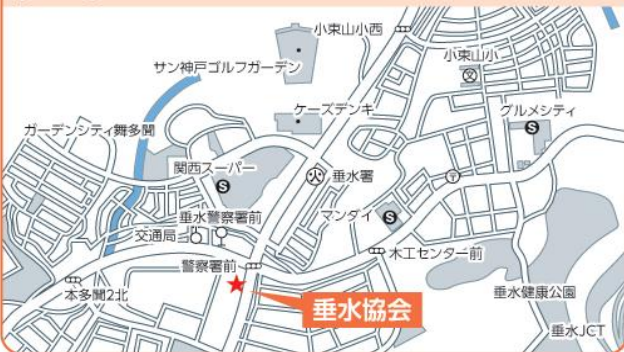 小束山小西
サン神戸ゴルフガーデン
小束山小
文
ケーズデンキ
グルメシティ
S
ガーデンシティ舞多聞
関西スーパー
S
火
垂水署
〒
マンダイ
S
垂水警察署前
交通局
木工センター前
警察署前
本多聞2北
垂水協会
垂水健康公園
垂水JCT